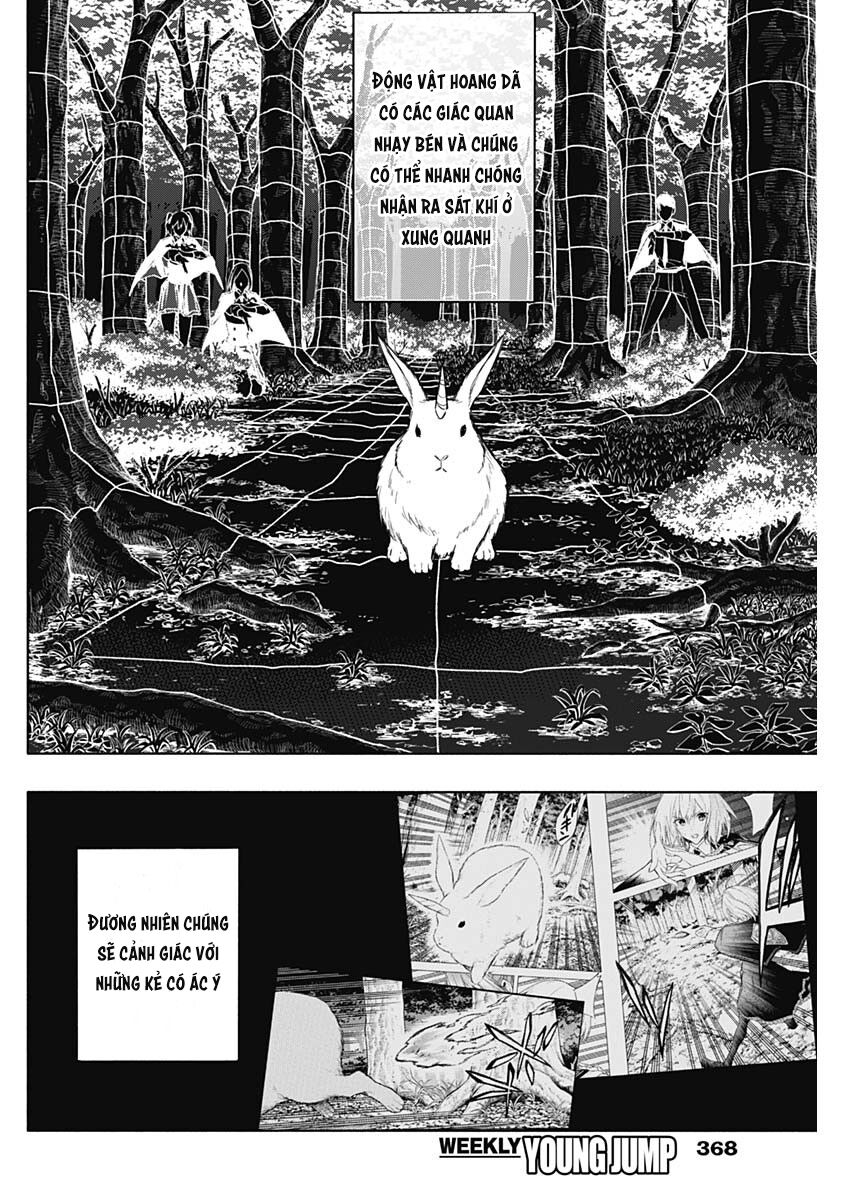 ĐỘNG VẬT HOANG DÃ
CÓ CÁC GIÁC QUAN
NHẠY BÉN VÀ CHÚNG
CÓ THỂ NHANH CHÓNG
NHẬN RA SÁT KHÍ Ở
XUNG QUANH
ĐƯƠNG NHIÊN CHÚNG
SẼ CẢNH GIÁC VỚI
NHỮNG KẺ CÓ ÁC Ý
WEEKLY YOUNG JUMP 368